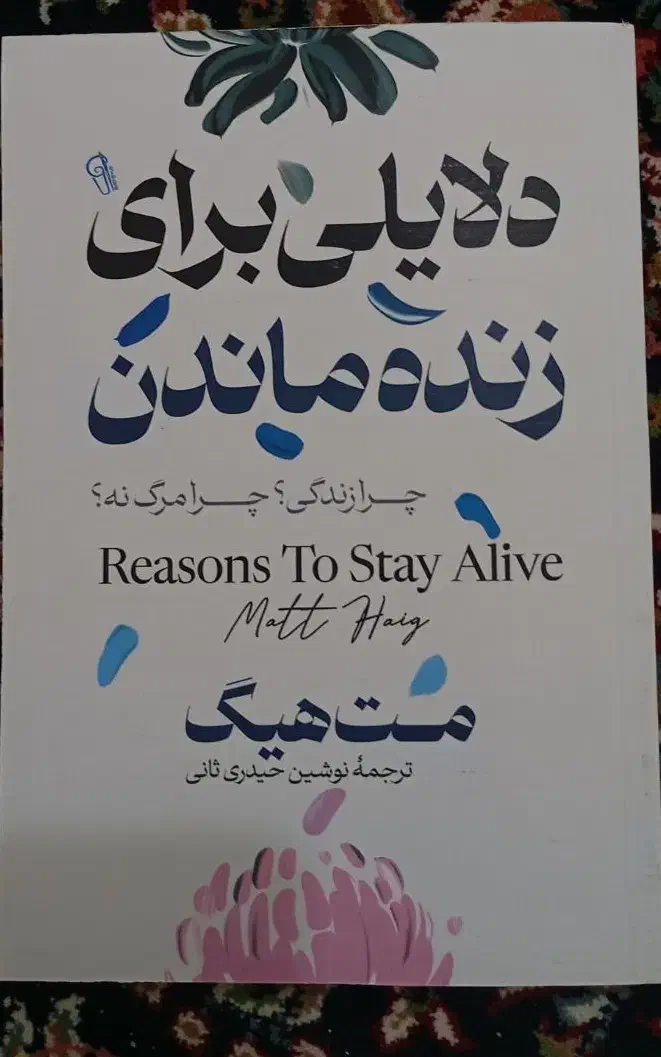 دلایلی برای
زنده ماندن
چرا زندگی؟ چرا مرگ نه؟
Reasons To Stay Alive
Matt Haig
مت هیگ
ترجمهٔ نوشین حیدری ثانی